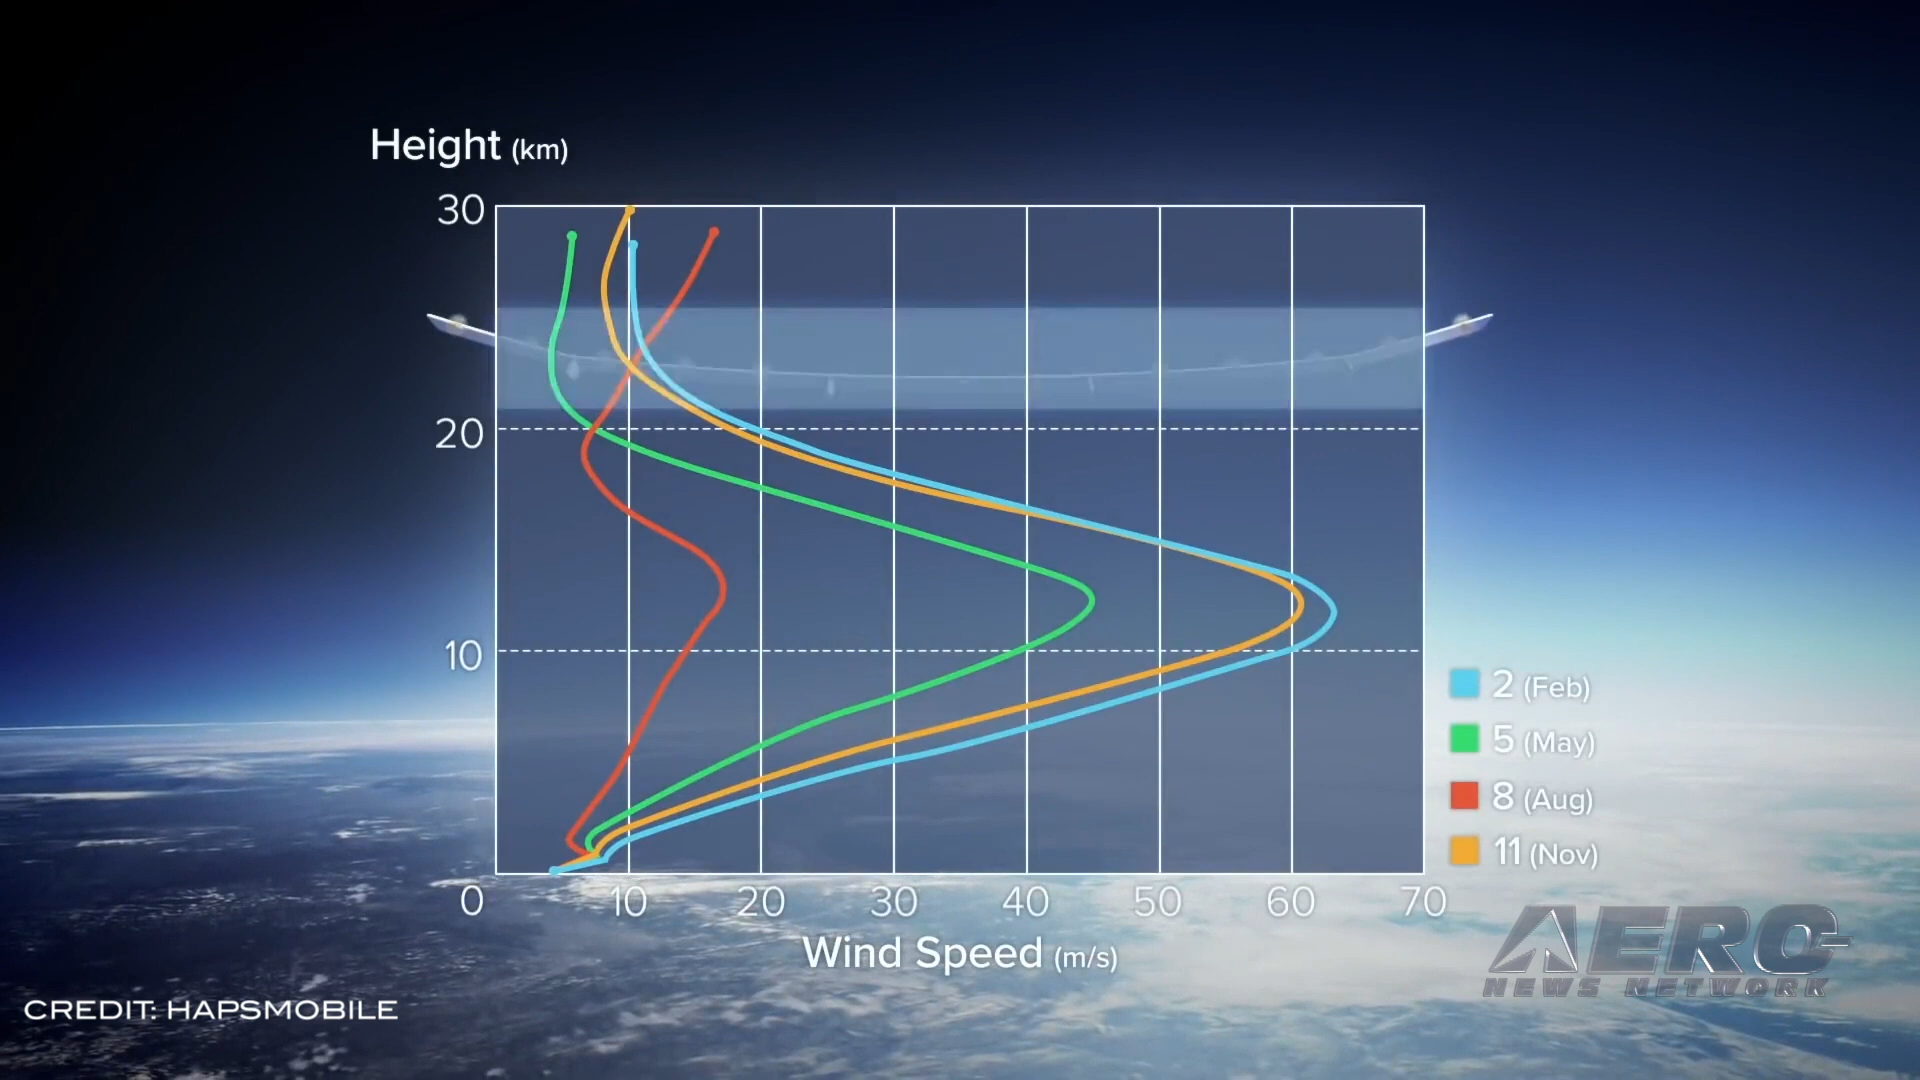 Height (km)
30
20
10
0 10 20 30 40 50 60 70
Wind Speed (m/s)
2 (Feb)
5 (May)
8 (Aug)
11 (Nov)
AERO
NEWS NETWORK
CREDIT: HAPSMOBILE